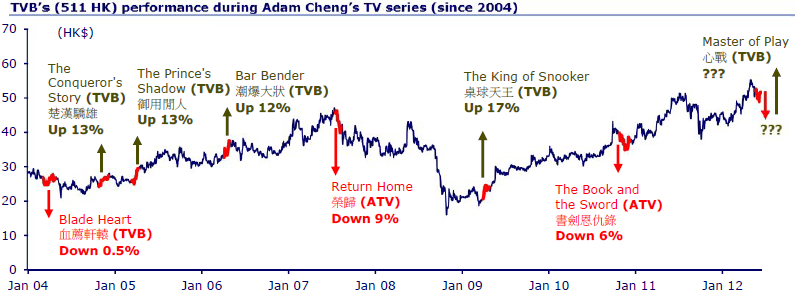 TVB's (511 HK) performance during Adam Cheng's TV series (since 2004)
70
(HK$)
60
50
40
30
20
10
0
The
Conqueror's
Story (TVB)
楚漢驕雄
Up 13%
The Prince's
Shadow (TVB)
御用閒人
Up 13%
Bar Bender
潮爆大狀 (TVB)
Up 12%
The King of Snooker
桌球天王 (TVB)
Up 17%
Master of Play
心戰 (TVB)
???
???
Blade Heart
血薦軒轅 (TVB)
Down 0.5%
Return Home
榮歸 (ATV)
Down 9%
The Book and
the Sword (ATV)
書劍恩仇錄
Down 6%
Jan 04
Jan 05
Jan 06
Jan 07
Jan 08
Jan 09
Jan 10
Jan 11
Jan 12